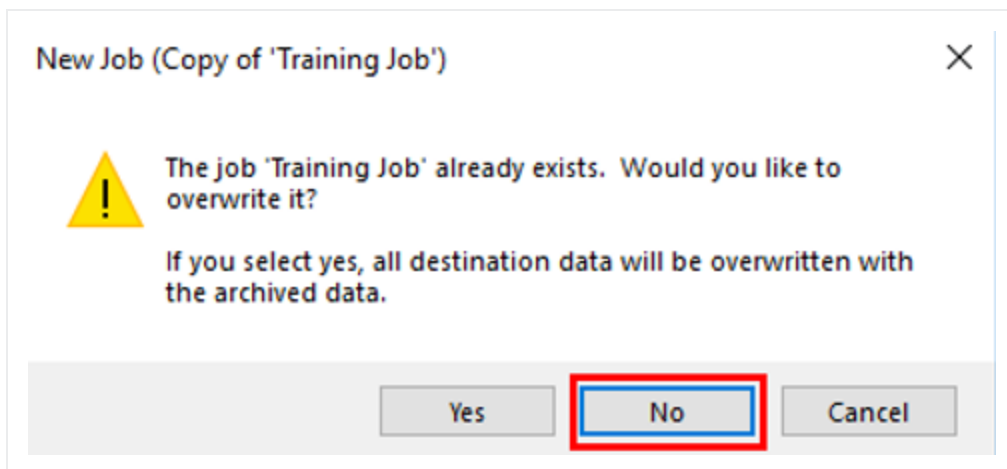 New Job (Copy of 'Training Job')
The job 'Training Job' already exists.  Would you like to
overwrite it?
If you select yes, all destination data will be overwritten with
the archived data.
Yes
No
Cancel